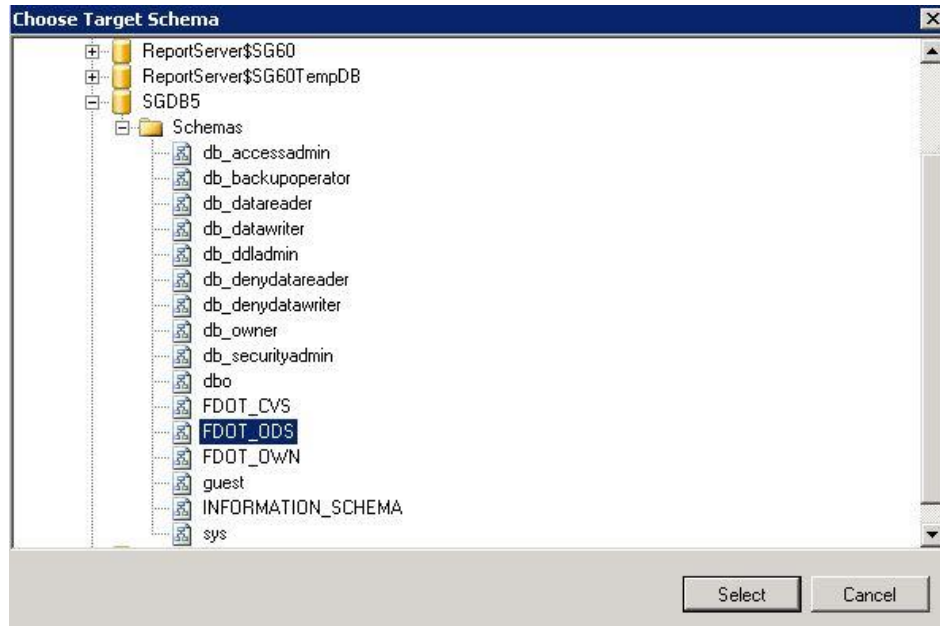 Choose Target Schema
ReportServer$SG60
ReportServer$SG60TempDB
SGDB5
Schemas
db_accessadmin
db_backupoperator
db_datareader
db_datawriter
db_ddladmin
db_denydatareader
db_denydatawriter
db_owner
db_securityadmin
dbo
FDOT_CVS
FDOT_ODS
FDOT_OWN
guest
INFORMATION_SCHEMA
sys
Select Cancel